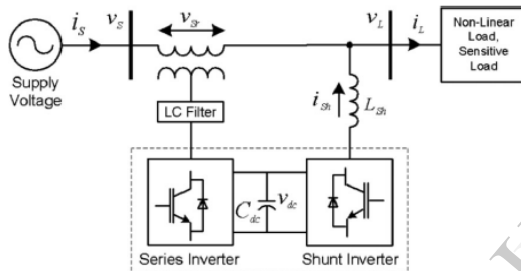 i_S
v_S
v_Sr
v_L
i_L
Non-Linear
Load,
Sensitive
Load
Supply
Voltage
LC Filter
i_Sh
L_Sh
C_dc
v_dc
Series Inverter
Shunt Inverter